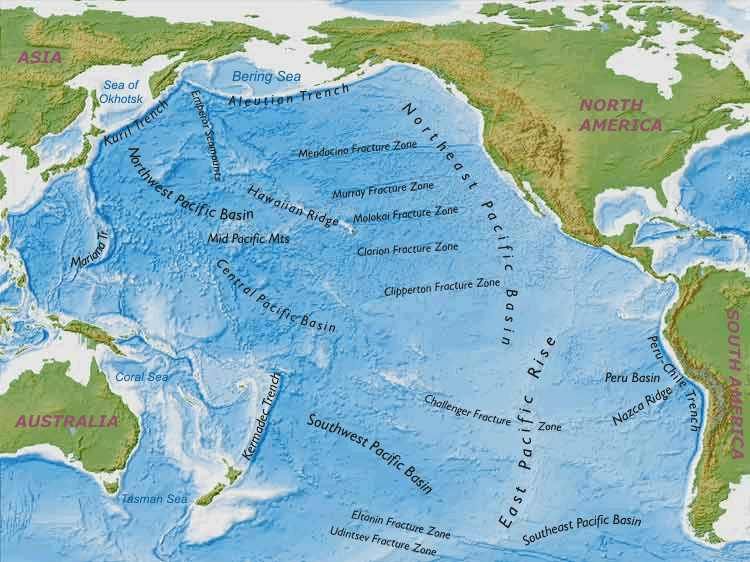 ASIA
Sea of
Okhotsk
Bering Sea
Aleutian Trench
Kuril Trench
Emperor Seamounts
NORTH
AMERICA
Northeast Pacific Basin
Mendocino Fracture Zone
Northwest Pacific Basin
Hawaiian Ridge
Murray Fracture Zone
Molokai Fracture Zone
Mid Pacific Mts
Mariana Tr.
Clarion Fracture Zone
Central Pacific Basin
Clipperton Fracture Zone
SOUTH AMERICA
East Pacific Rise
Peru-Chile Trench
Coral Sea
Peru Basin
Nazca Ridge
AUSTRALIA
Kermadec Trench
Challenger Fracture Zone
Southwest Pacific Basin
Tasman Sea
Eltanin Fracture Zone
Udintsev Fracture Zone
Southeast Pacific Basin